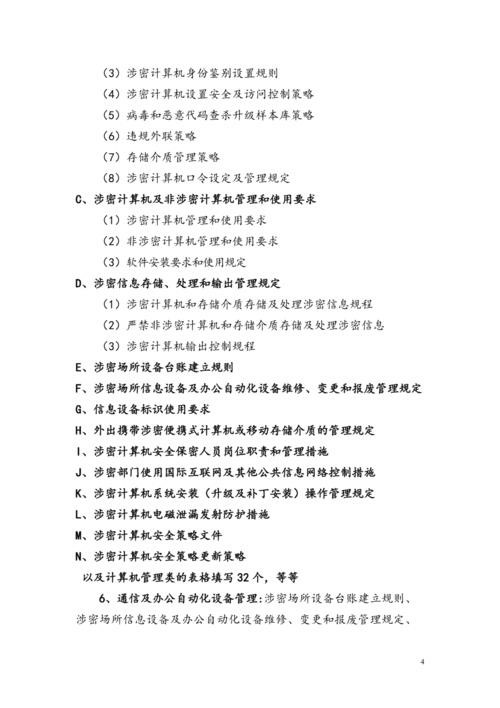 （3）涉密计算机身份鉴别设置规则
（4）涉密计算机设置安全及访问控制策略
（5）病毒和恶意代码查杀升级样本库策略
（6）违规外联策略
（7）存储介质管理策略
（8）涉密计算机口令设定及管理规定
C、涉密计算机及非涉密计算机管理和使用要求
（1）涉密计算机管理和使用要求
（2）非涉密计算机管理和使用要求
（3）软件安装要求和使用规定
D、涉密信息存储、处理和输出管理规定
（1）涉密计算机和存储介质存储及处理涉密信息规程
（2）严禁非涉密计算机和存储介质存储及处理涉密信息
（3）涉密计算机输出控制规程
E、涉密场所设备台账建立规则
F、涉密场所信息设备及办公自动化设备维修、变更和报废管理规定
G、信息设备标识使用要求
H、外出携带涉密便携式计算机或移动存储介质的管理规定
I、涉密计算机安全保密人员岗位职责和管理措施
J、涉密部门使用国际互联网及其他公共信息网络控制措施
K、涉密计算机系统安装（升级及补丁安装）操作管理规定
L、涉密计算机电磁泄漏发射防护措施
M、涉密计算机安全策略文件
N、涉密计算机安全策略更新策略
以及计算机管理类的表格填写32个，等等
6、通信及办公自动化设备管理:涉密场所设备台账建立规则、
涉密场所信息设备及办公自动化设备维修、变更和报废管理规定、
4